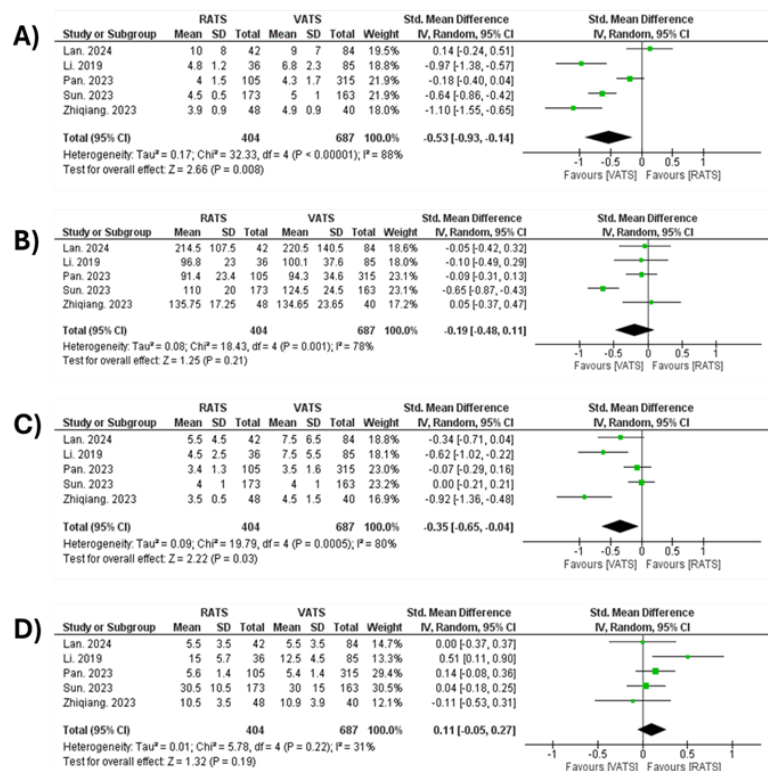 A)
RATS VATS Std. Mean Difference Std. Mean Difference
Study or Subgroup Mean SD Total Mean SD Total Weight IV, Random, 95% CI IV, Random, 95% CI
Lan. 2024 10 8 42 9 7 84 19.5% 0.14 [-0.24, 0.51]
Li. 2019 4.8 1.2 36 6.8 2.3 85 18.8% -0.97 [-1.38, -0.57]
Pan. 2023 4 1.5 105 4.3 1.7 315 21.9% -0.18 [-0.40, 0.04]
Sun. 2023 4.5 0.5 173 5 1 163 21.9% -0.64 [-0.86, -0.42]
Zhiqiang. 2023 3.9 0.9 48 4.9 0.9 40 18.0% -1.10 [-1.55, -0.65]
Total (95% CI) 404 687 100.0% -0.53 [-0.93, -0.14]
Heterogeneity: Tau² = 0.17; Chi² = 32.33, df = 4 (P < 0.00001); I² = 88%
Test for overall effect: Z = 2.66 (P = 0.008)
-1 -0.5 0 0.5 1
Favours [VATS] Favours [RATS]
B)
RATS VATS Std. Mean Difference Std. Mean Difference
Study or Subgroup Mean SD Total Mean SD Total Weight IV, Random, 95% CI IV, Random, 95% CI
Lan. 2024 214.5 107.5 42 220.5 140.5 84 18.6% -0.05 [-0.42, 0.32]
Li. 2019 96.8 23 36 100.1 37.6 85 18.0% -0.10 [-0.49, 0.29]
Pan. 2023 91.4 23.4 105 94.3 34.6 315 23.1% -0.09 [-0.31, 0.13]
Sun. 2023 110 20 173 124.5 24.5 163 23.1% -0.65 [-0.87, -0.43]
Zhiqiang. 2023 135.75 17.25 48 134.65 23.65 40 17.2% 0.05 [-0.37, 0.47]
Total (95% CI) 404 687 100.0% -0.19 [-0.48, 0.11]
Heterogeneity: Tau² = 0.08; Chi² = 18.43, df = 4 (P = 0.001); I² = 78%
Test for overall effect: Z = 1.25 (P = 0.21)
-1 -0.5 0 0.5 1
Favours [VATS] Favours [RATS]
C)
RATS VATS Std. Mean Difference Std. Mean Difference
Study or Subgroup Mean SD Total Mean SD Total Weight IV, Random, 95% CI IV, Random, 95% CI
Lan. 2024 5.5 4.5 42 7.5 6.5 84 18.8% -0.34 [-0.71, 0.04]
Li. 2019 4.5 2.5 36 7.5 5.5 85 18.1% -0.62 [-1.02, -0.22]
Pan. 2023 3.4 1.3 105 3.5 1.6 315 23.0% -0.07 [-0.29, 0.16]
Sun. 2023 4 1 173 4 1 163 23.2% 0.00 [-0.21, 0.21]
Zhiqiang. 2023 3.5 0.5 48 4.5 1.5 40 16.9% -0.92 [-1.36, -0.48]
Total (95% CI) 404 687 100.0% -0.35 [-0.65, -0.04]
Heterogeneity: Tau² = 0.09; Chi² = 19.79, df = 4 (P = 0.0005); I² = 80%
Test for overall effect: Z = 2.22 (P = 0.03)
-1 -0.5 0 0.5 1
Favours [VATS] Favours [RATS]
D)
RATS VATS Std. Mean Difference Std. Mean Difference
Study or Subgroup Mean SD Total Mean SD Total Weight IV, Random, 95% CI IV, Random, 95% CI
Lan. 2024 5.5 3.5 42 5.5 3.5 84 14.7% 0.00 [-0.37, 0.37]
Li. 2019 15 5.7 36 12.5 4.5 85 13.3% 0.51 [0.11, 0.90]
Pan. 2023 5.6 1.4 105 5.4 1.4 315 29.4% 0.14 [-0.08, 0.36]
Sun. 2023 30.5 10.5 173 30 15 163 30.5% 0.04 [-0.18, 0.25]
Zhiqiang. 2023 10.5 3.5 48 10.9 3.9 40 12.1% -0.11 [-0.53, 0.31]
Total (95% CI) 404 687 100.0% 0.11 [-0.05, 0.27]
Heterogeneity: Tau² = 0.01; Chi² = 5.78, df = 4 (P = 0.22); I² = 31%
Test for overall effect: Z = 1.32 (P = 0.19)
-1 -0.5 0 0.5 1
Favours [VATS] Favours [RATS]